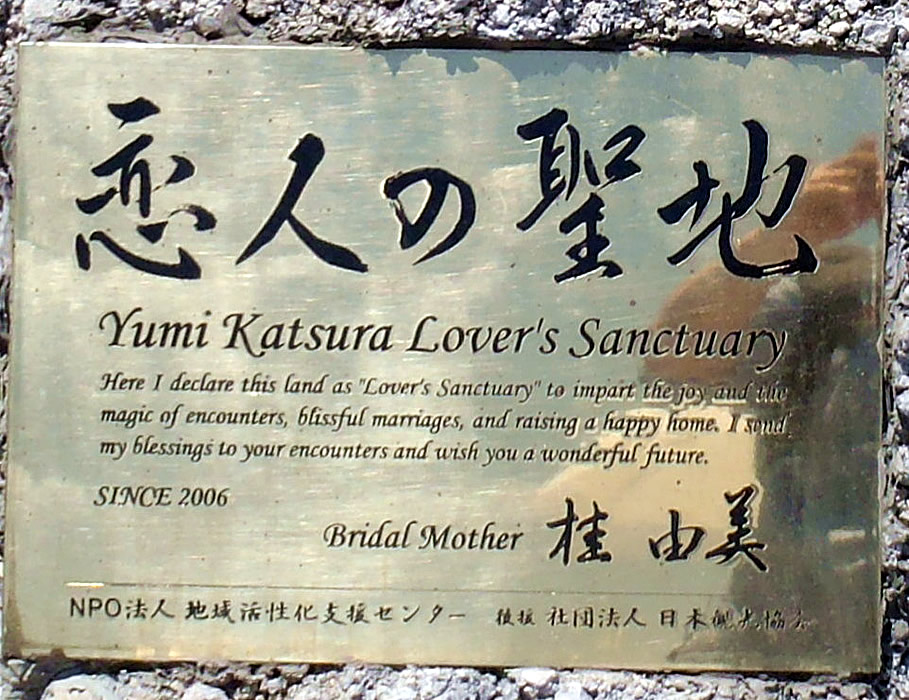 恋人の聖地
Yumi Katsura Lover's Sanctuary
Here I declare this land as "Lover's Sanctuary" to impart the joy and the
magic of encounters, blissful marriages, and raising a happy home. I send
my blessings to your encounters and wish you a wonderful future.
SINCE 2006
Bridal Mother 桂 由美
NPO法人 地域活性化支援センター 後援 社団法人 日本観光協会